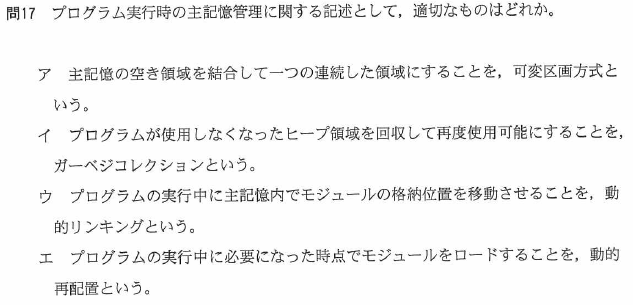 問17 プログラム実行時の主記憶管理に関する記述として，適切なものはどれか。
ア 主記憶の空き領域を結合して一つの連続した領域にすることを，可変区画方式と
いう。
イ プログラムが使用しなくなったヒープ領域を回収して再度使用可能にすることを，
ガーベジコレクションという。
ウ プログラムの実行中に主記憶内でモジュールの格納位置を移動させることを，動
的リンキングという。
エ プログラムの実行中に必要になった時点でモジュールをロードすることを，動的
再配置という。